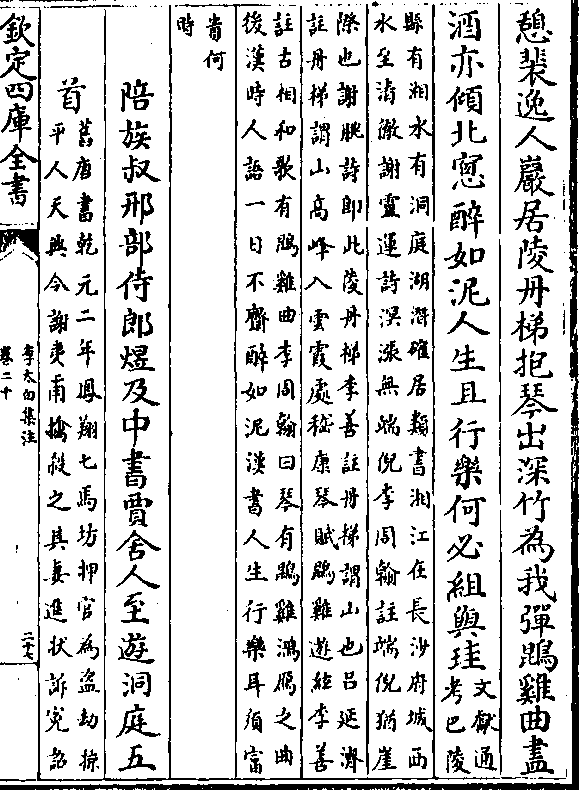 憩裴逸人巖居陵丹梯抱琴出深竹為我彈鵾雞曲盡
酒亦傾北窻醉如泥人生且行樂何必組與珪
文獻通
考巴陵
縣有湘水有洞庭湖潛確居類書湘江在長沙府城西
水至清徹謝靈運詩溟漲無端倪李周翰註端倪猶崖
際也謝朓詩即此陵丹梯李善註丹梯謂山也呂延濟
註丹梯謂山高峰入雲霞處嵇康琴賦鵾雞遊絃李善
註古相和歌有鵾雞曲李周翰曰琴有鵾雞鴻鴈之曲
後漢時人語一日不齋醉如泥漢書人生行樂耳須富
貴何
時
陪族叔刑部侍郎煜及中書賈舍人至遊洞庭五
首
舊唐書乾元二年鳳翔七馬坊押官為盗劫掠
平人天興令謝夷甫擒殺之其妻進狀訴寃詔
欽定四庫全書
李太白集注
卷二十
二十七